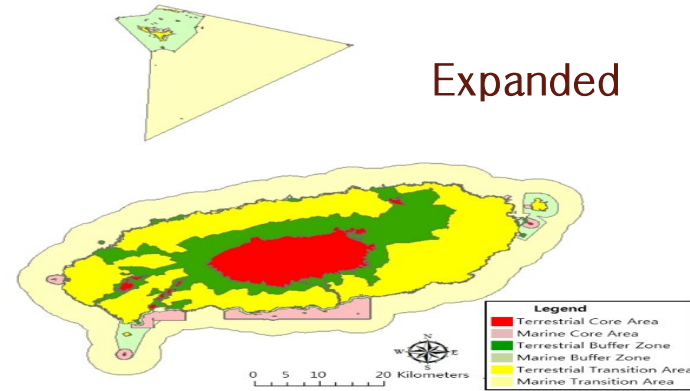 Expanded
Legend
Terrestrial Core Area
Marine Core Area
Terrestrial Buffer Zone
Marine Buffer Zone
Terrestrial Transition Area
Marine Transition Area
N
W E
S
0 5 10 20 Kilometers